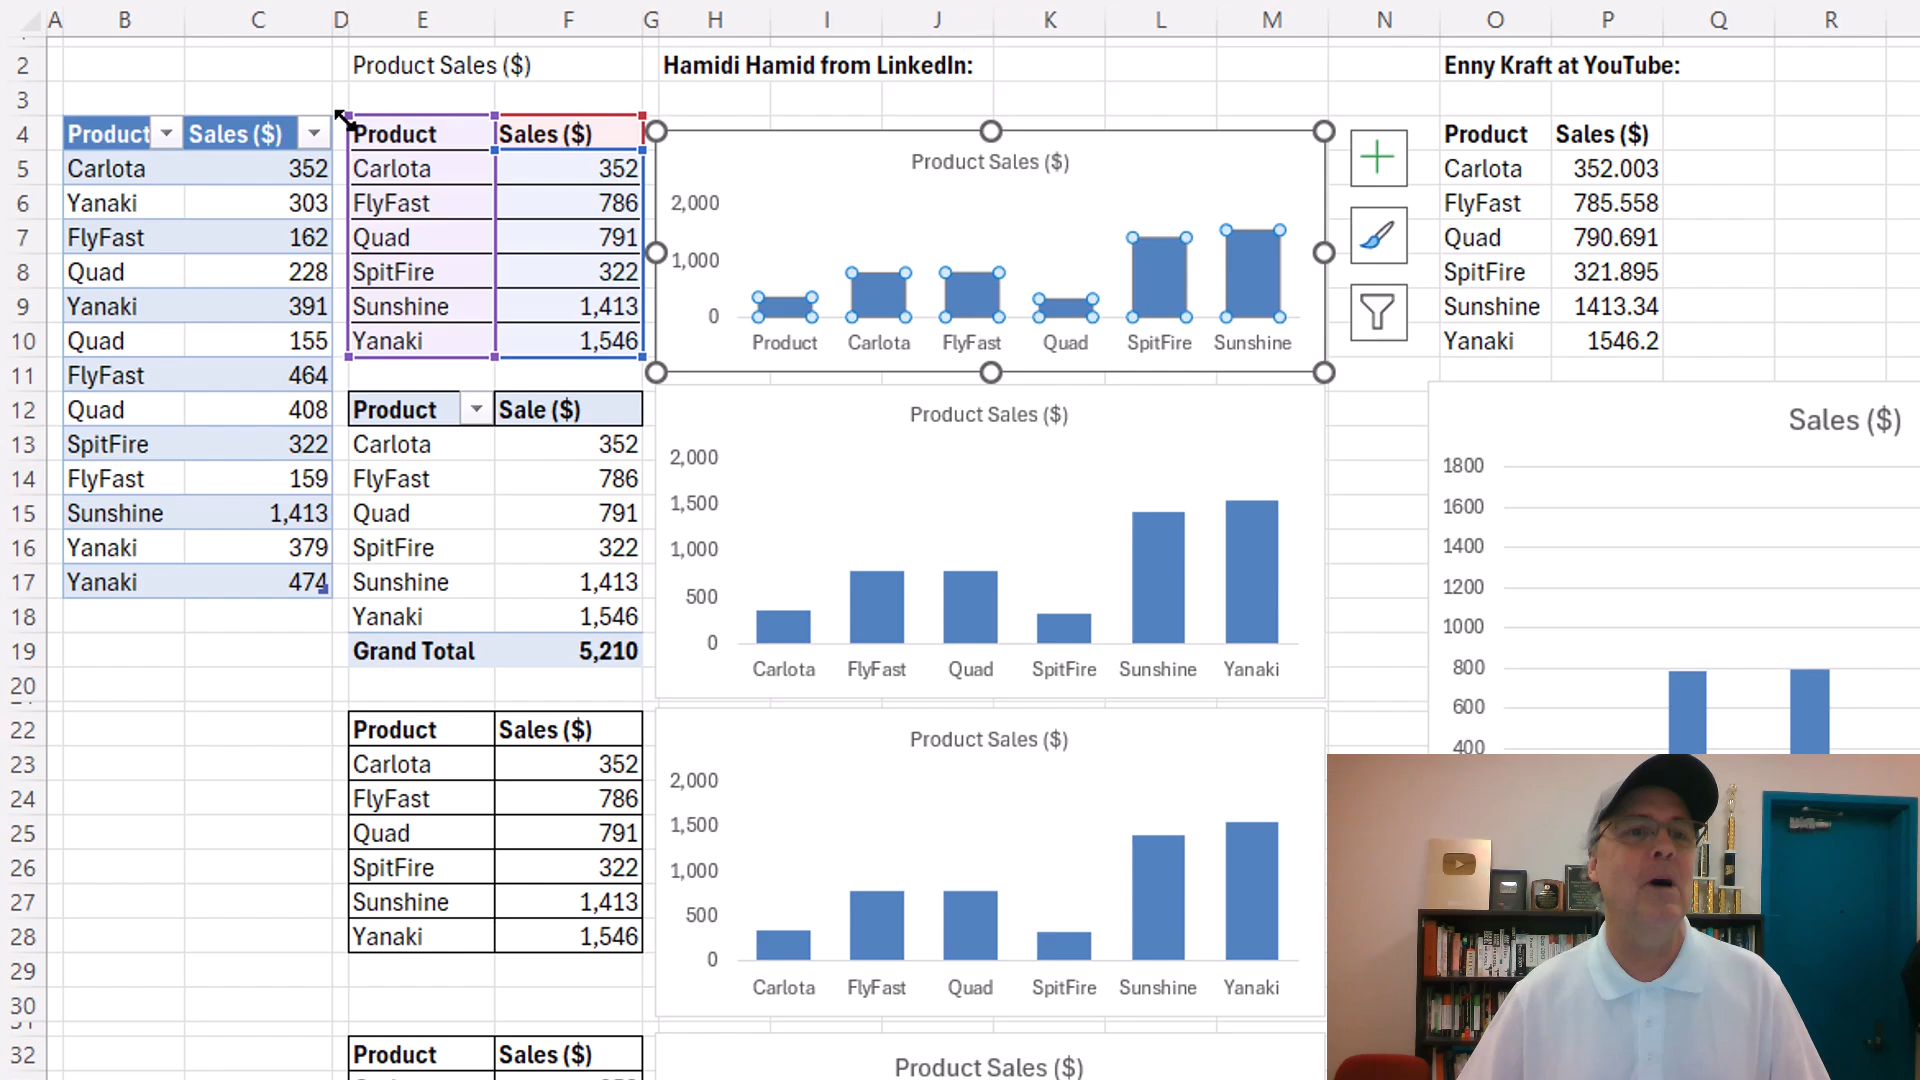 A B C D E F G H I J K L M N O P Q R
2 Product Sales ($) Hamidi Hamid from LinkedIn: Enny Kraft at YouTube:
3
4 Product Sales ($) Product Sales ($) Product Sales ($)
5 Carlota 352 Carlota 352 Carlota 352.003
6 Yanaki 303 FlyFast 786 FlyFast 785.558
7 FlyFast 162 Quad 791 Quad 790.691
8 Quad 228 SpitFire 322 SpitFire 321.895
9 Yanaki 391 Sunshine 1,413 Sunshine 1413.34
10 Quad 155 Yanaki 1,546 Yanaki 1546.2
11 FlyFast 464
12 Quad 408 Product Sale ($)
13 SpitFire 322 Carlota 352
14 FlyFast 159 FlyFast 786
15 Sunshine 1,413 Quad 791
16 Yanaki 379 SpitFire 322
17 Yanaki 474 Sunshine 1,413
18 Yanaki 1,546
19 Grand Total 5,210
20
22 Product Sales ($)
23 Carlota 352
24 FlyFast 786
25 Quad 791
26 SpitFire 322
27 Sunshine 1,413
28 Yanaki 1,546
29
30
32 Product Sales ($)
Product Sales ($)
2,000
1,000
0
Product Carlota FlyFast Quad SpitFire Sunshine
Product Sales ($)
2,000
1,500
1,000
500
0
Carlota FlyFast Quad SpitFire Sunshine Yanaki
Product Sales ($)
2,000
1,500
1,000
500
0
Carlota FlyFast Quad SpitFire Sunshine Yanaki
Product Sales ($)
Sales ($)
1800
1600
1400
1200
1000
800
600
400